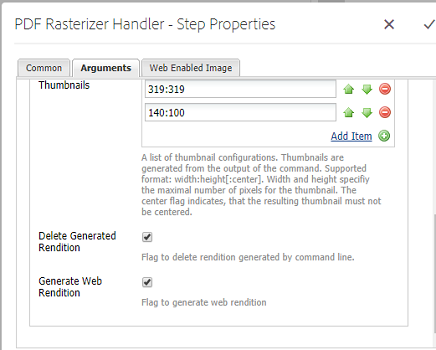 PDF Rasterizer Handler - Step Properties
Common
Arguments
Web Enabled Image
Thumbnails
319:319
140:100
Add Item
A list of thumbnail configurations. Thumbnails are
generated from the output of the command. Supported
format: width:height[:center]. Width and height specifiy
the maximal number of pixels for the thumbnail. The
center flag indicates, that the resulting thumbnail must not
be centered.
Delete Generated
Rendition
Flag to delete rendition generated by command line.
Generate Web
Rendition
Flag to generate web rendition